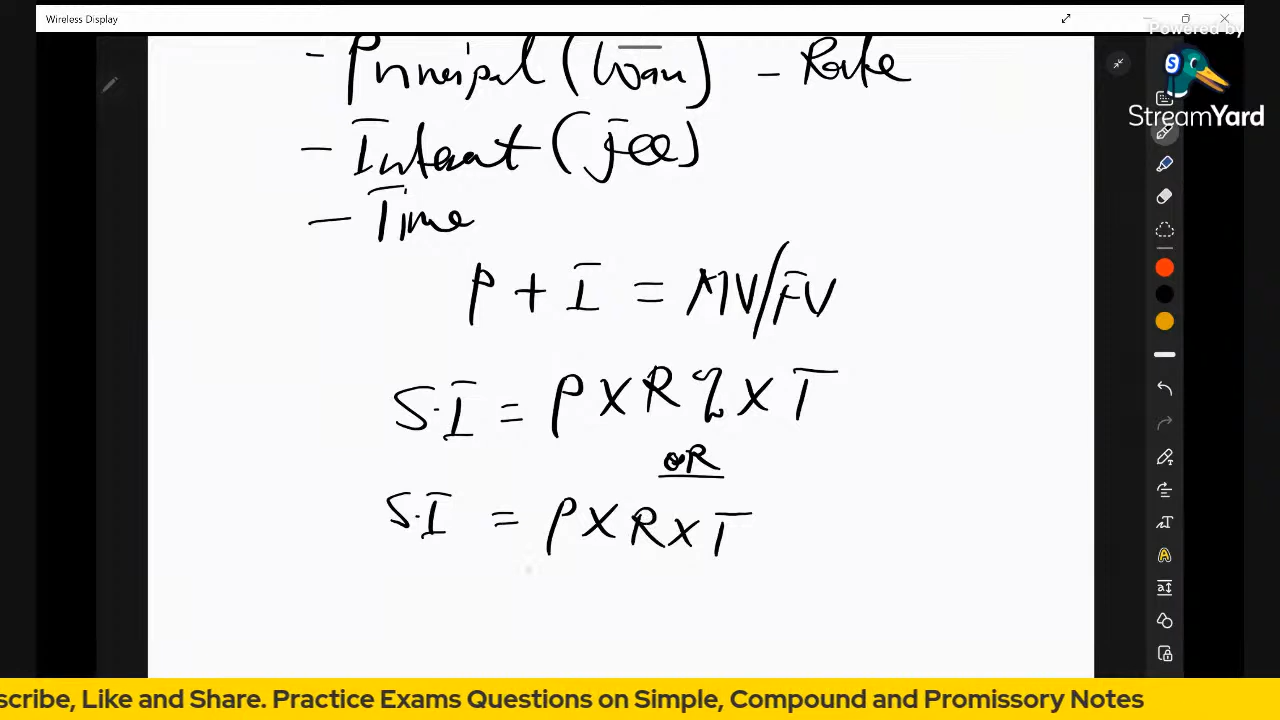 Wireless Display
Powered by
StreamYard
- Principal (Loan) - Rate
- Interest (Fee)
- Time
P + I = MV/FV
S.I = P X R % X T
OR
S.I = P X R X T
scribe, Like and Share. Practice Exams Questions on Simple, Compound and Promissory Notes